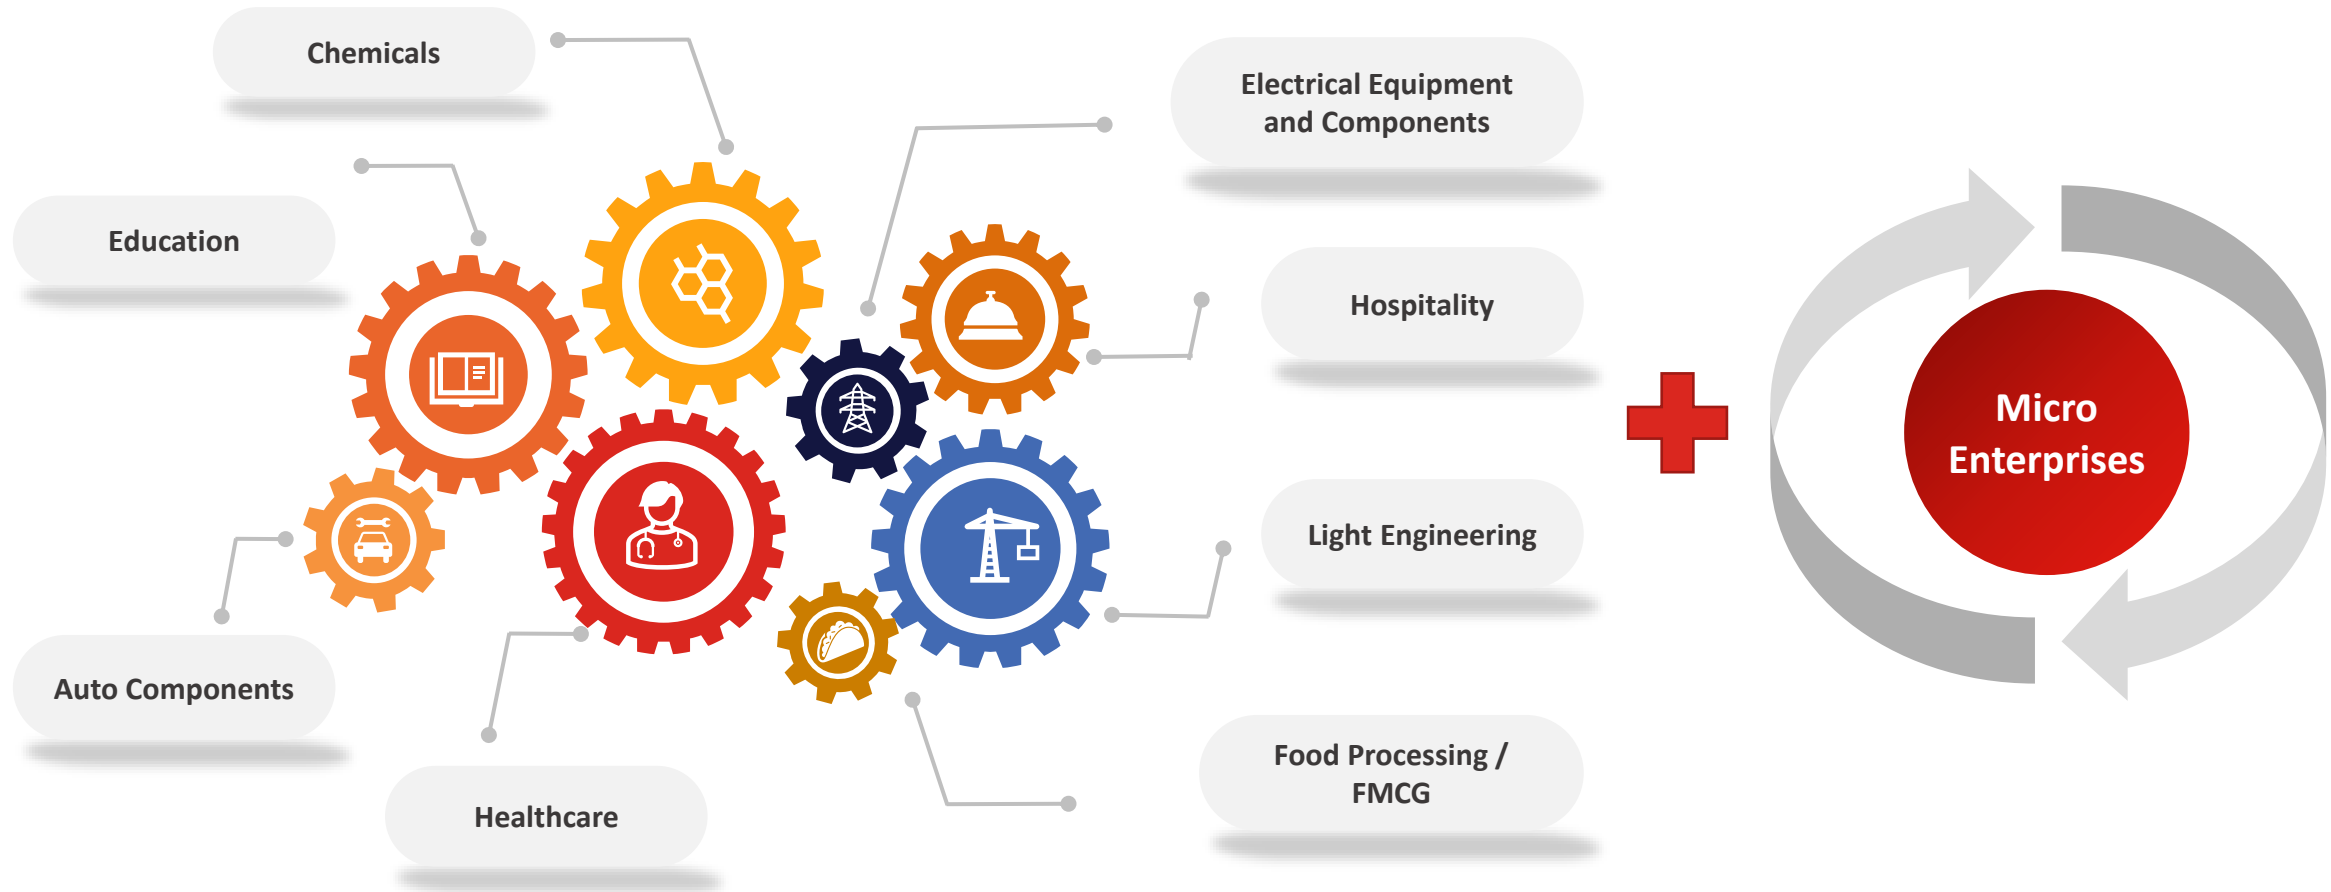 Chemicals
Education
Auto Components
Healthcare
Electrical Equipment
and Components
Hospitality
Light Engineering
Food Processing /
FMCG
Micro
Enterprises